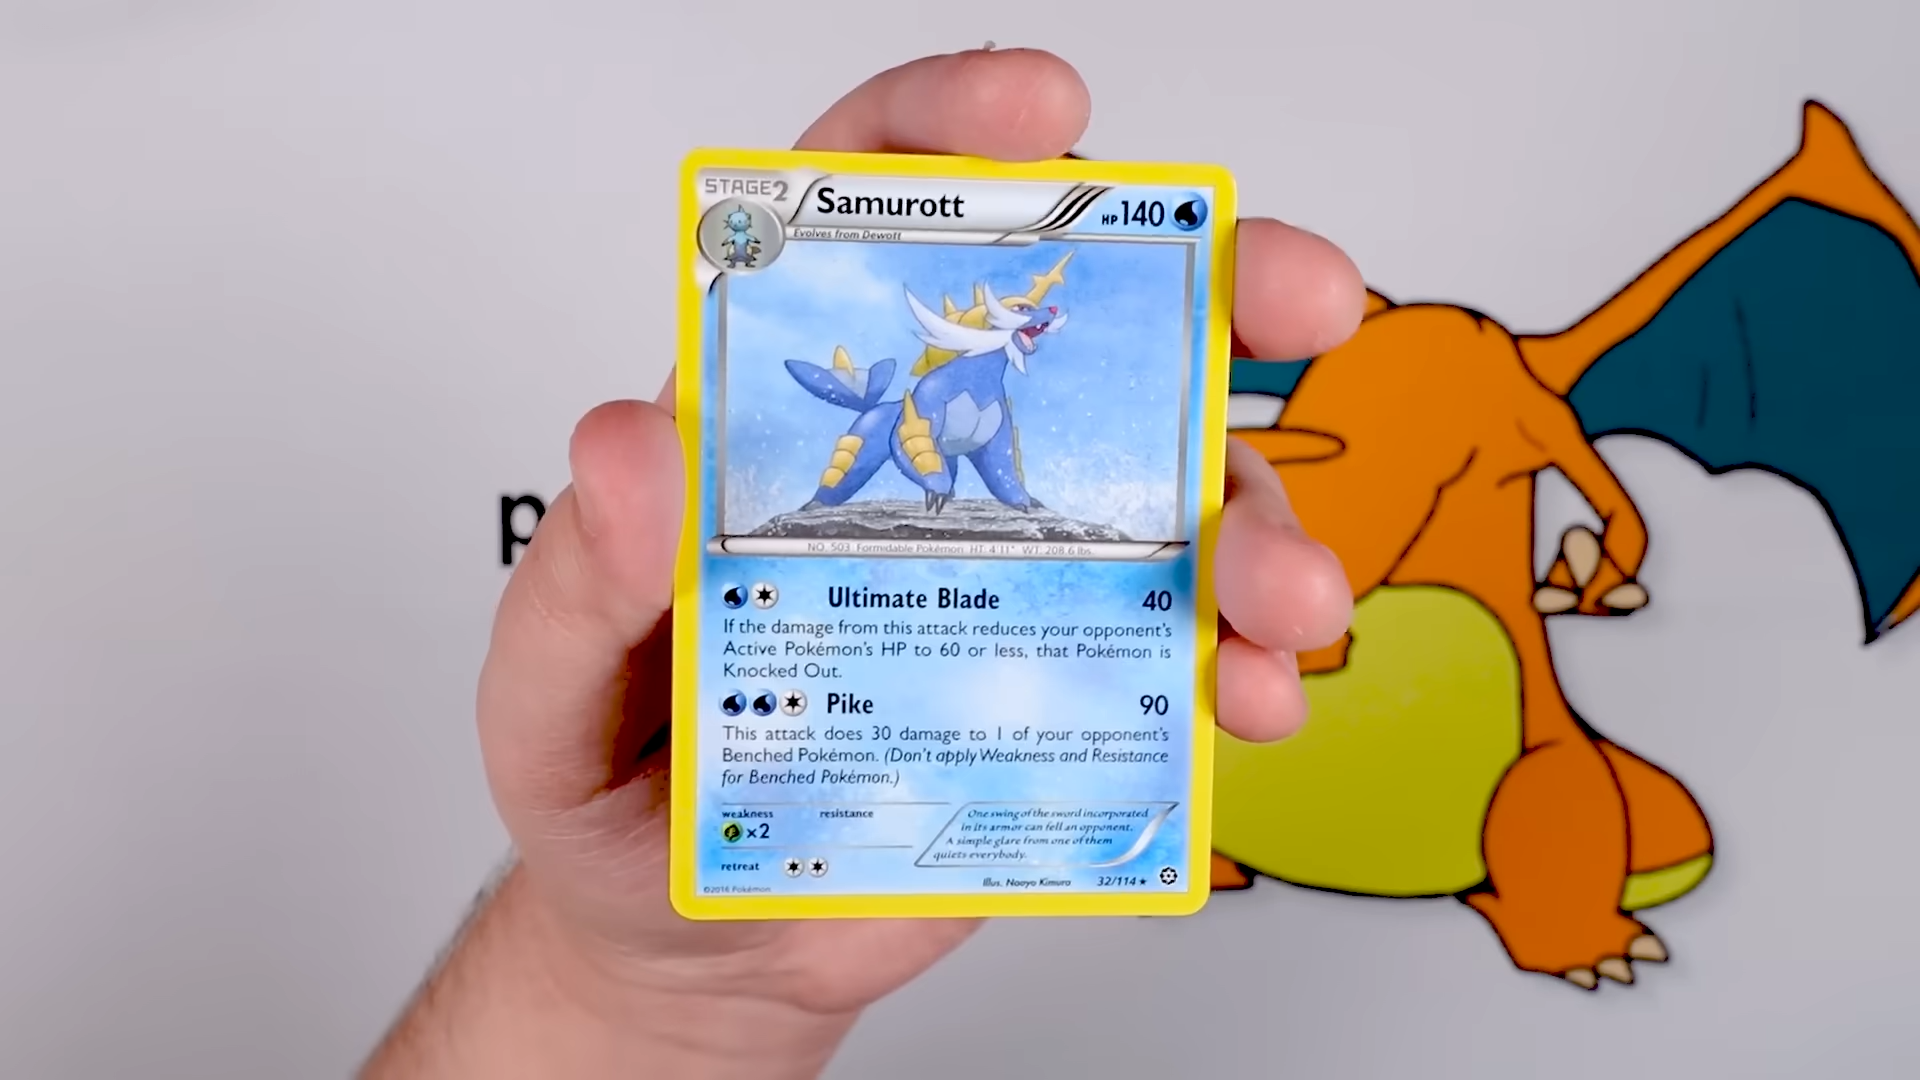 STAGE2
Samurott
HP140
Evolves from Dewott
p
NO. 503 Formidable Pokémon HT: 4'11" WT: 208.6 lbs.
Ultimate Blade 40
If the damage from this attack reduces your opponent's
Active Pokémon's HP to 60 or less, that Pokémon is
Knocked Out.
Pike 90
This attack does 30 damage to 1 of your opponent's
Benched Pokémon. (Don't apply Weakness and Resistance
for Benched Pokémon.)
weakness resistance
×2
One swing of the sword incorporated
in its armor can fell an opponent.
A simple glare from one of them
quiets everybody.
retreat
©2016 Pokémon
Illus. Naoyo Kimura 32/114